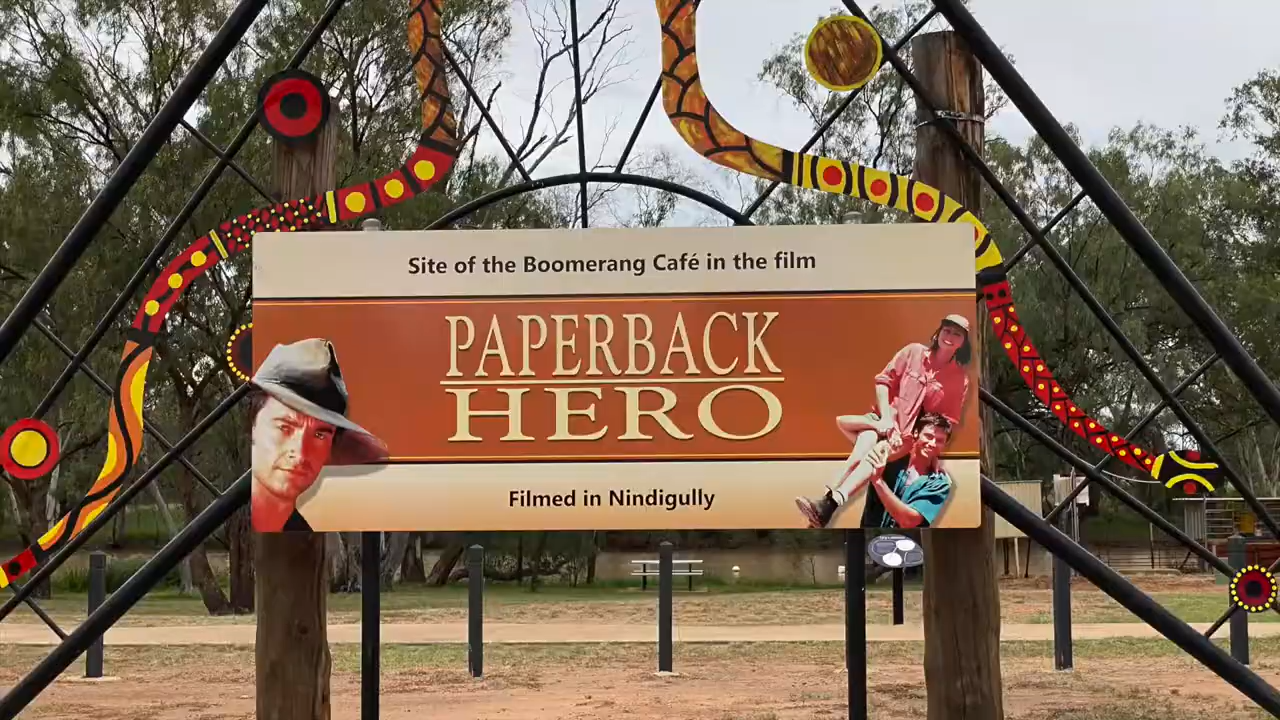 Site of the Boomerang Café in the film
PAPERBACK
HERO
Filmed in Nindigully